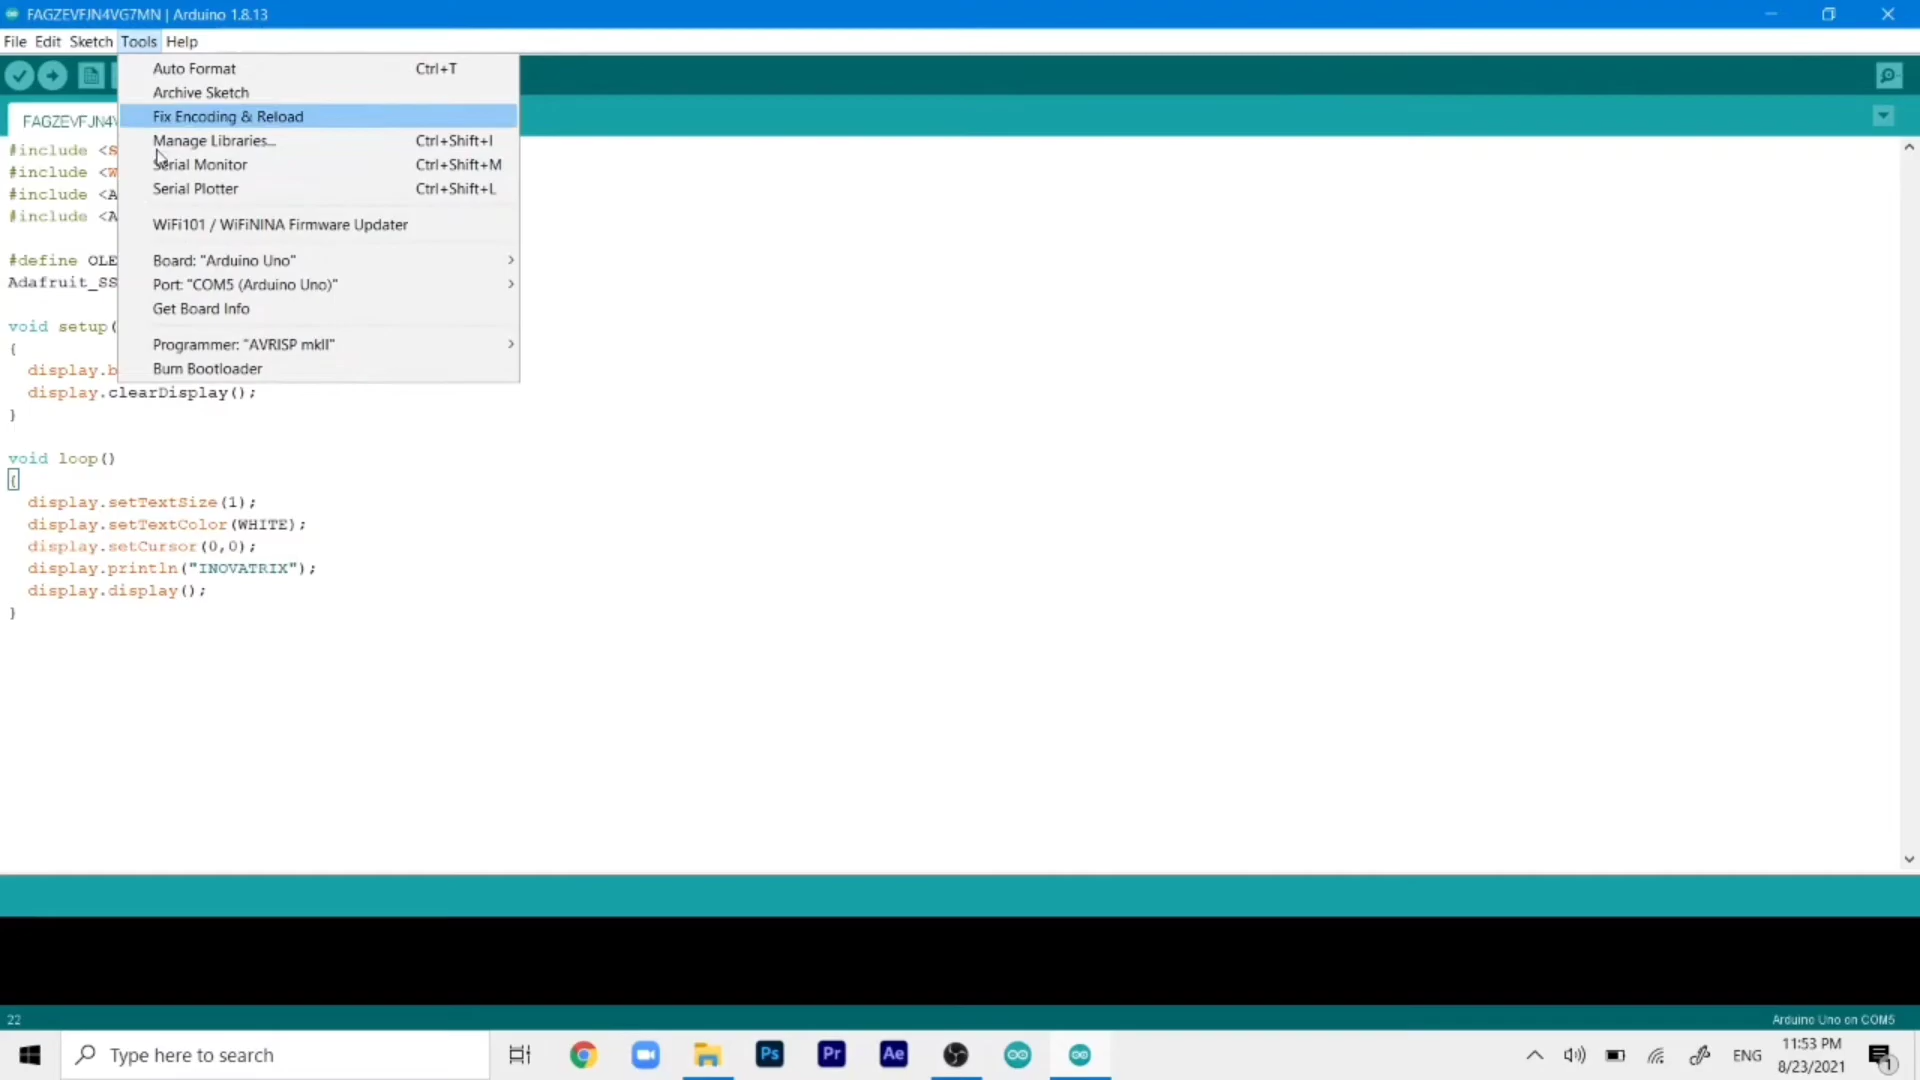 FAGZEVFJN4VG7MN | Arduino 1.8.13
File Edit Sketch Tools Help
Auto Format Ctrl+T
Archive Sketch
FAGZEVFJN4V
Fix Encoding & Reload
#include <S
Manage Libraries... Ctrl+Shift+I
#include <W
Serial Monitor Ctrl+Shift+M
#include <A
Serial Plotter Ctrl+Shift+L
#include <A
WiFi101 / WiFiNINA Firmware Updater
#define OLE
Board: "Arduino Uno"
Adafruit_SS
Port: "COM5 (Arduino Uno)"
Get Board Info
void setup(
{
Programmer: "AVRISP mkII"
display.b
Burn Bootloader
display.clearDisplay();
}
void loop()
{
display.setTextSize(1);
display.setTextColor(WHITE);
display.setCursor(0,0);
display.println("INOVATRIX");
display.display();
}
22
Arduino Uno on COM5
Type here to search
Ps
Pr
Ae
ENG
11:53 PM
8/23/2021
1